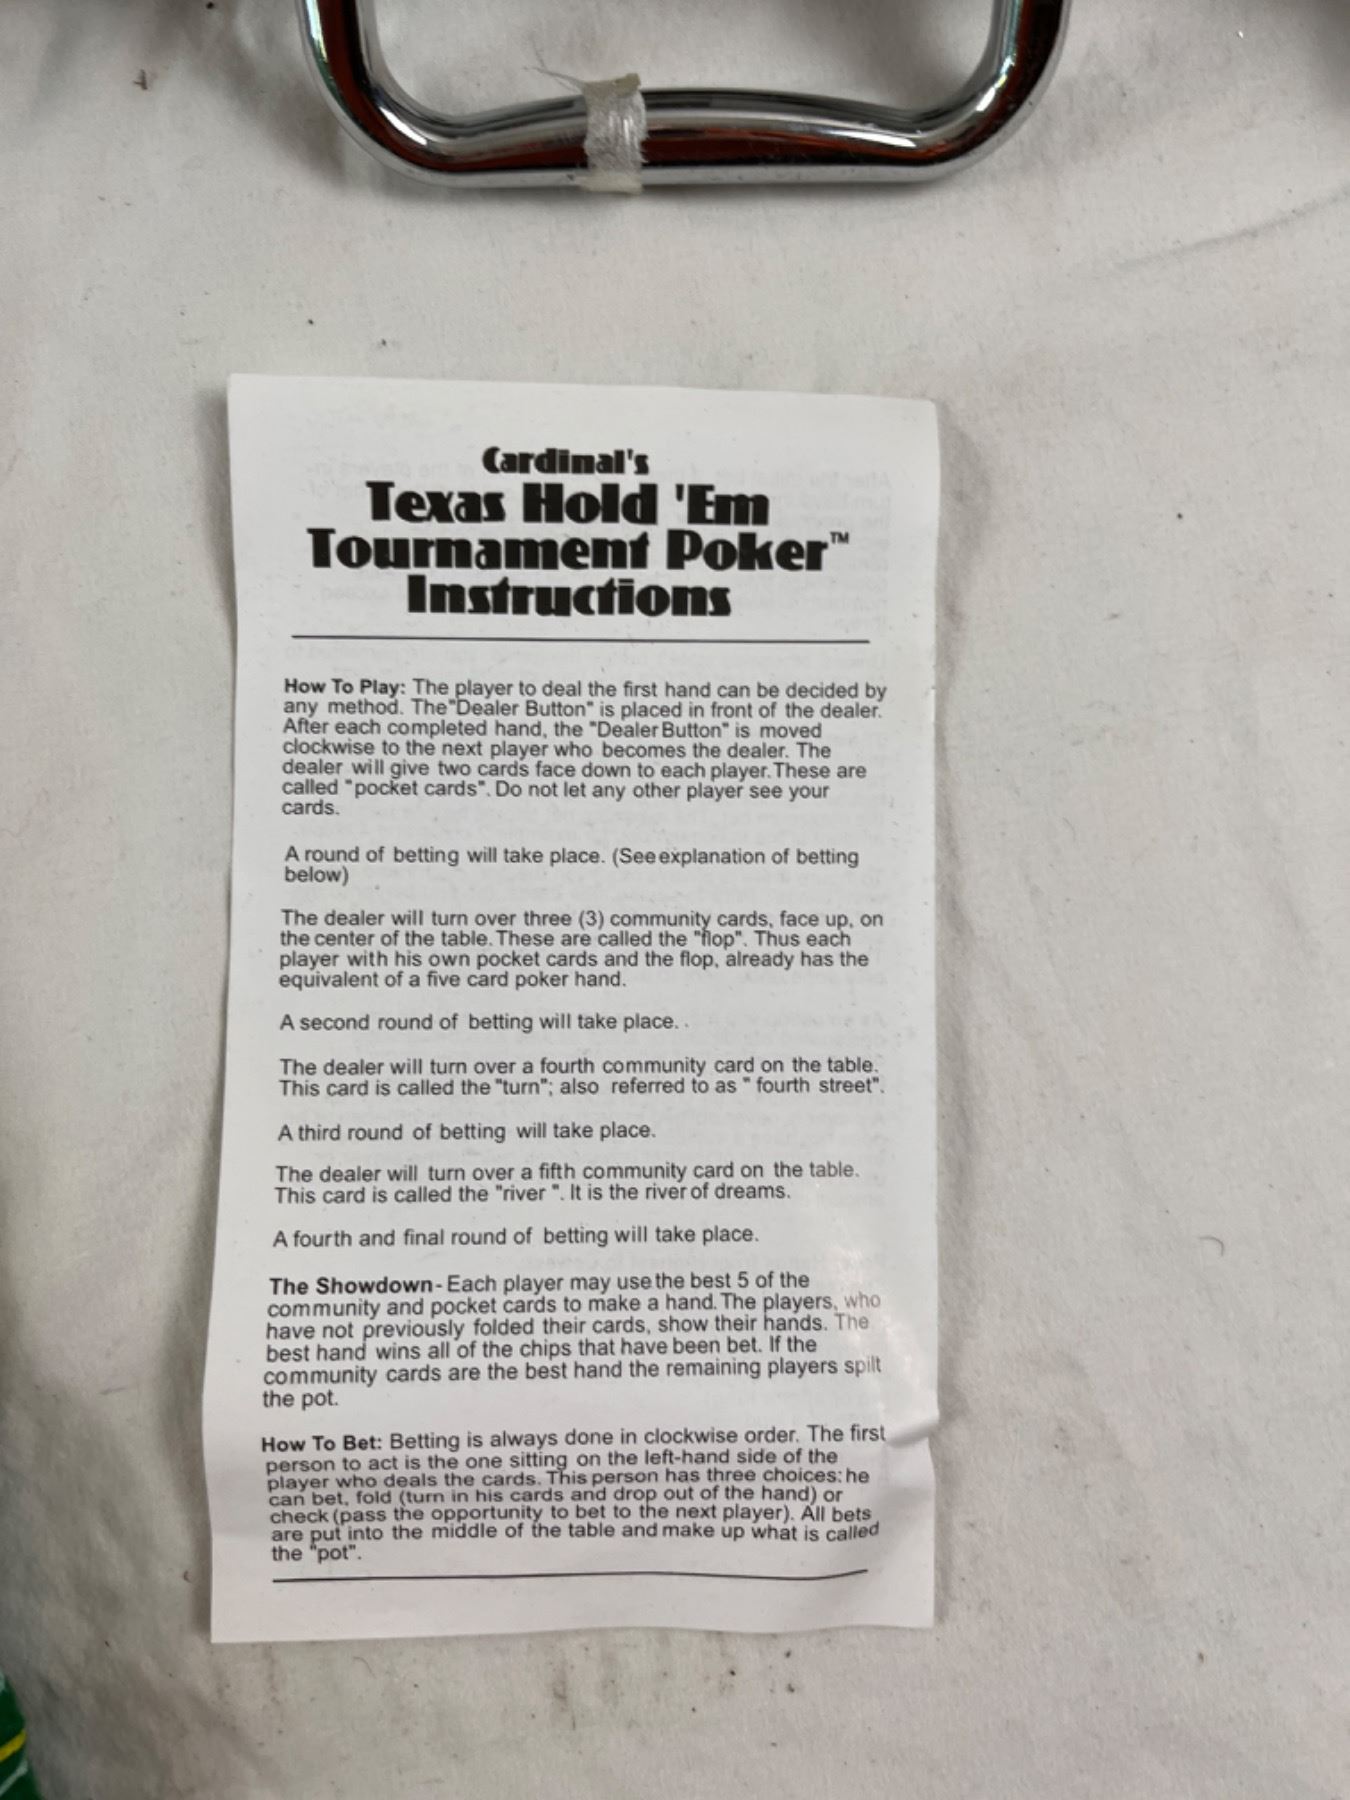 Cardinal's
Texas Hold 'Em
Tournament Poker™
Instructions
How To Play: The player to deal the first hand can be decided by
any method. The "Dealer Button" is placed in front of the dealer.
After each completed hand, the "Dealer Button" is moved
clockwise to the next player who becomes the dealer. The
dealer will give two cards face down to each player. These are
called "pocket cards". Do not let any other player see your
cards.
A round of betting will take place. (See explanation of betting
below)
The dealer will turn over three (3) community cards, face up, on
the center of the table. These are called the "flop". Thus each
player with his own pocket cards and the flop, already has the
equivalent of a five card poker hand.
A second round of betting will take place. .
The dealer will turn over a fourth community card on the table.
This card is called the "turn"; also referred to as " fourth street".
A third round of betting will take place.
The dealer will turn over a fifth community card on the table.
This card is called the "river ". It is the river of dreams.
A fourth and final round of betting will take place.
The Showdown - Each player may use the best 5 of the
community and pocket cards to make a hand. The players, who
have not previously folded their cards, show their hands. The
best hand wins all of the chips that have been bet. If the
community cards are the best hand the remaining players spilt
the pot.
How To Bet: Betting is always done in clockwise order. The first
person to act is the one sitting on the left-hand side of the
player who deals the cards. This person has three choices: he
can bet, fold (turn in his cards and drop out of the hand) or
check (pass the opportunity to bet to the next player). All bets
are put into the middle of the table and make up what is called
the "pot".